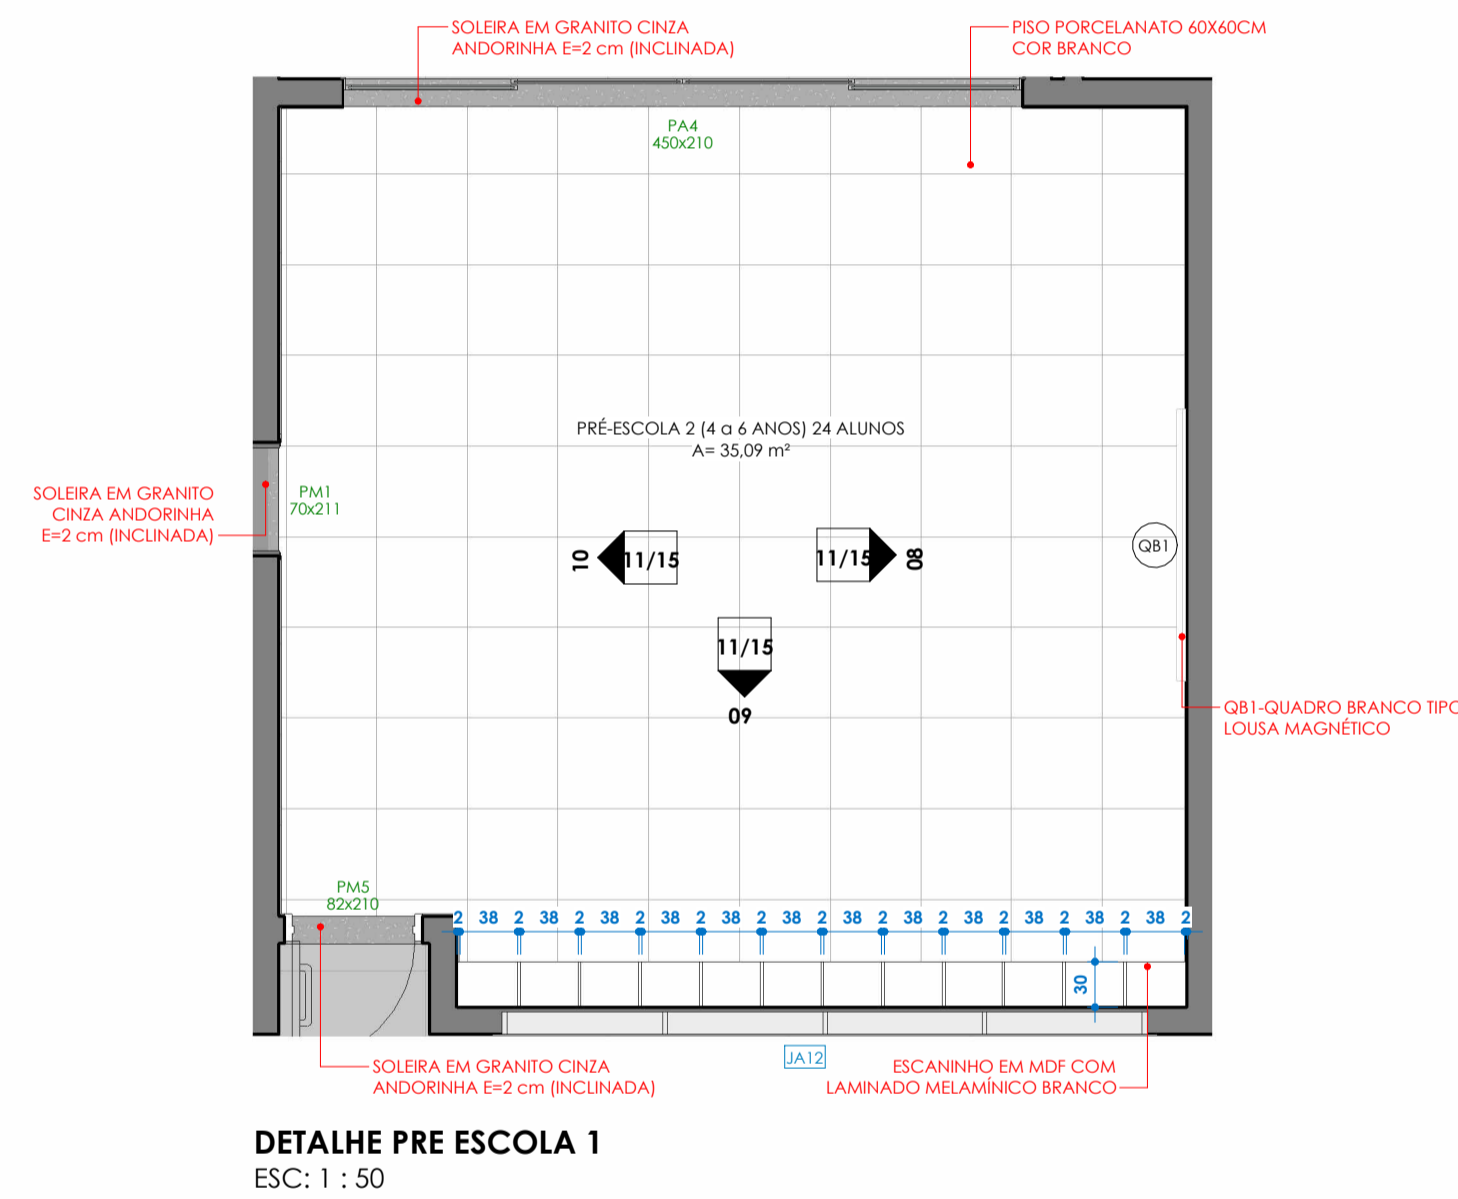 SOLEIRA EM GRANITO CINZA
ANDORINHA E=2 cm (INCLINADA)
PISO PORCELANATO 60X60CM
COR BRANCO
PA4
450x210
PRÉ-ESCOLA 2 (4 a 6 ANOS) 24 ALUNOS
A= 35,09 m²
SOLEIRA EM GRANITO
CINZA ANDORINHA
E=2 cm (INCLINADA)
PM1
70x211
10
11/15
11/15
08
QB1
11/15
09
QB1-QUADRO BRANCO TIPO
LOUSA MAGNÉTICO
PM5
82x210
2 38 2 38 2 38 2 38 2 38 2 38 2 38 2 38 2 38 2 38 2 38 2 38 2
30
JA12
SOLEIRA EM GRANITO CINZA
ANDORINHA E=2 cm (INCLINADA)
ESCANINHO EM MDF COM
LAMINADO MELAMÍNICO BRANCO
DETALHE PRE ESCOLA 1
ESC: 1 : 50